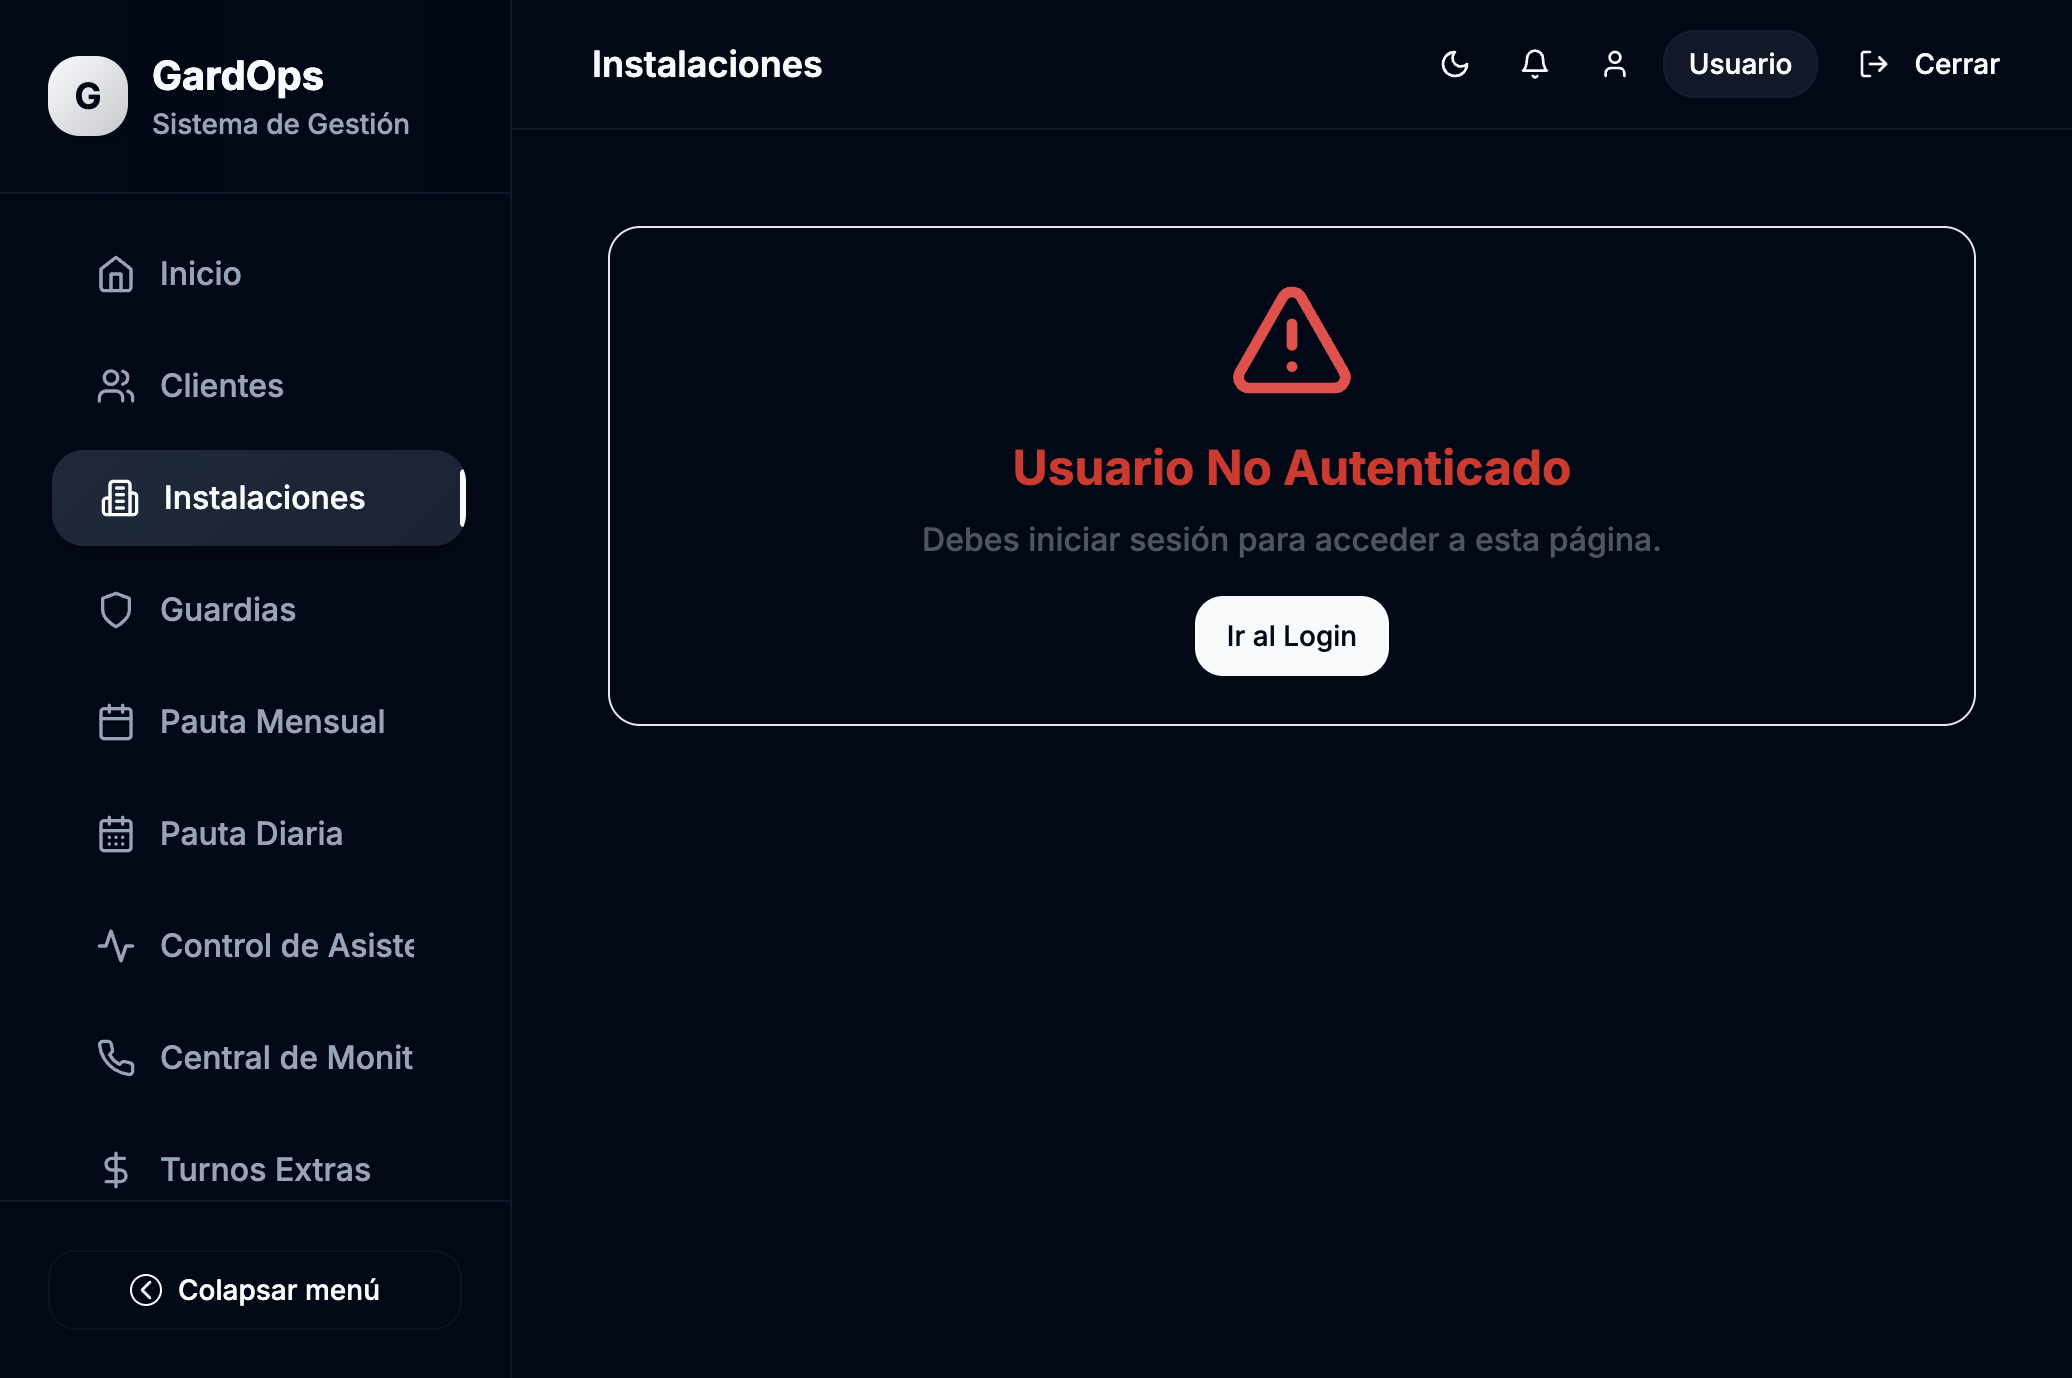 G
GardOps
Sistema de Gestión
Inicio
Clientes
Instalaciones
Guardias
Pauta Mensual
Pauta Diaria
Control de Asiste
Central de Monit
Turnos Extras
Colapsar menú
Instalaciones
Usuario
Cerrar
Usuario No Autenticado
Debes iniciar sesión para acceder a esta página.
Ir al Login